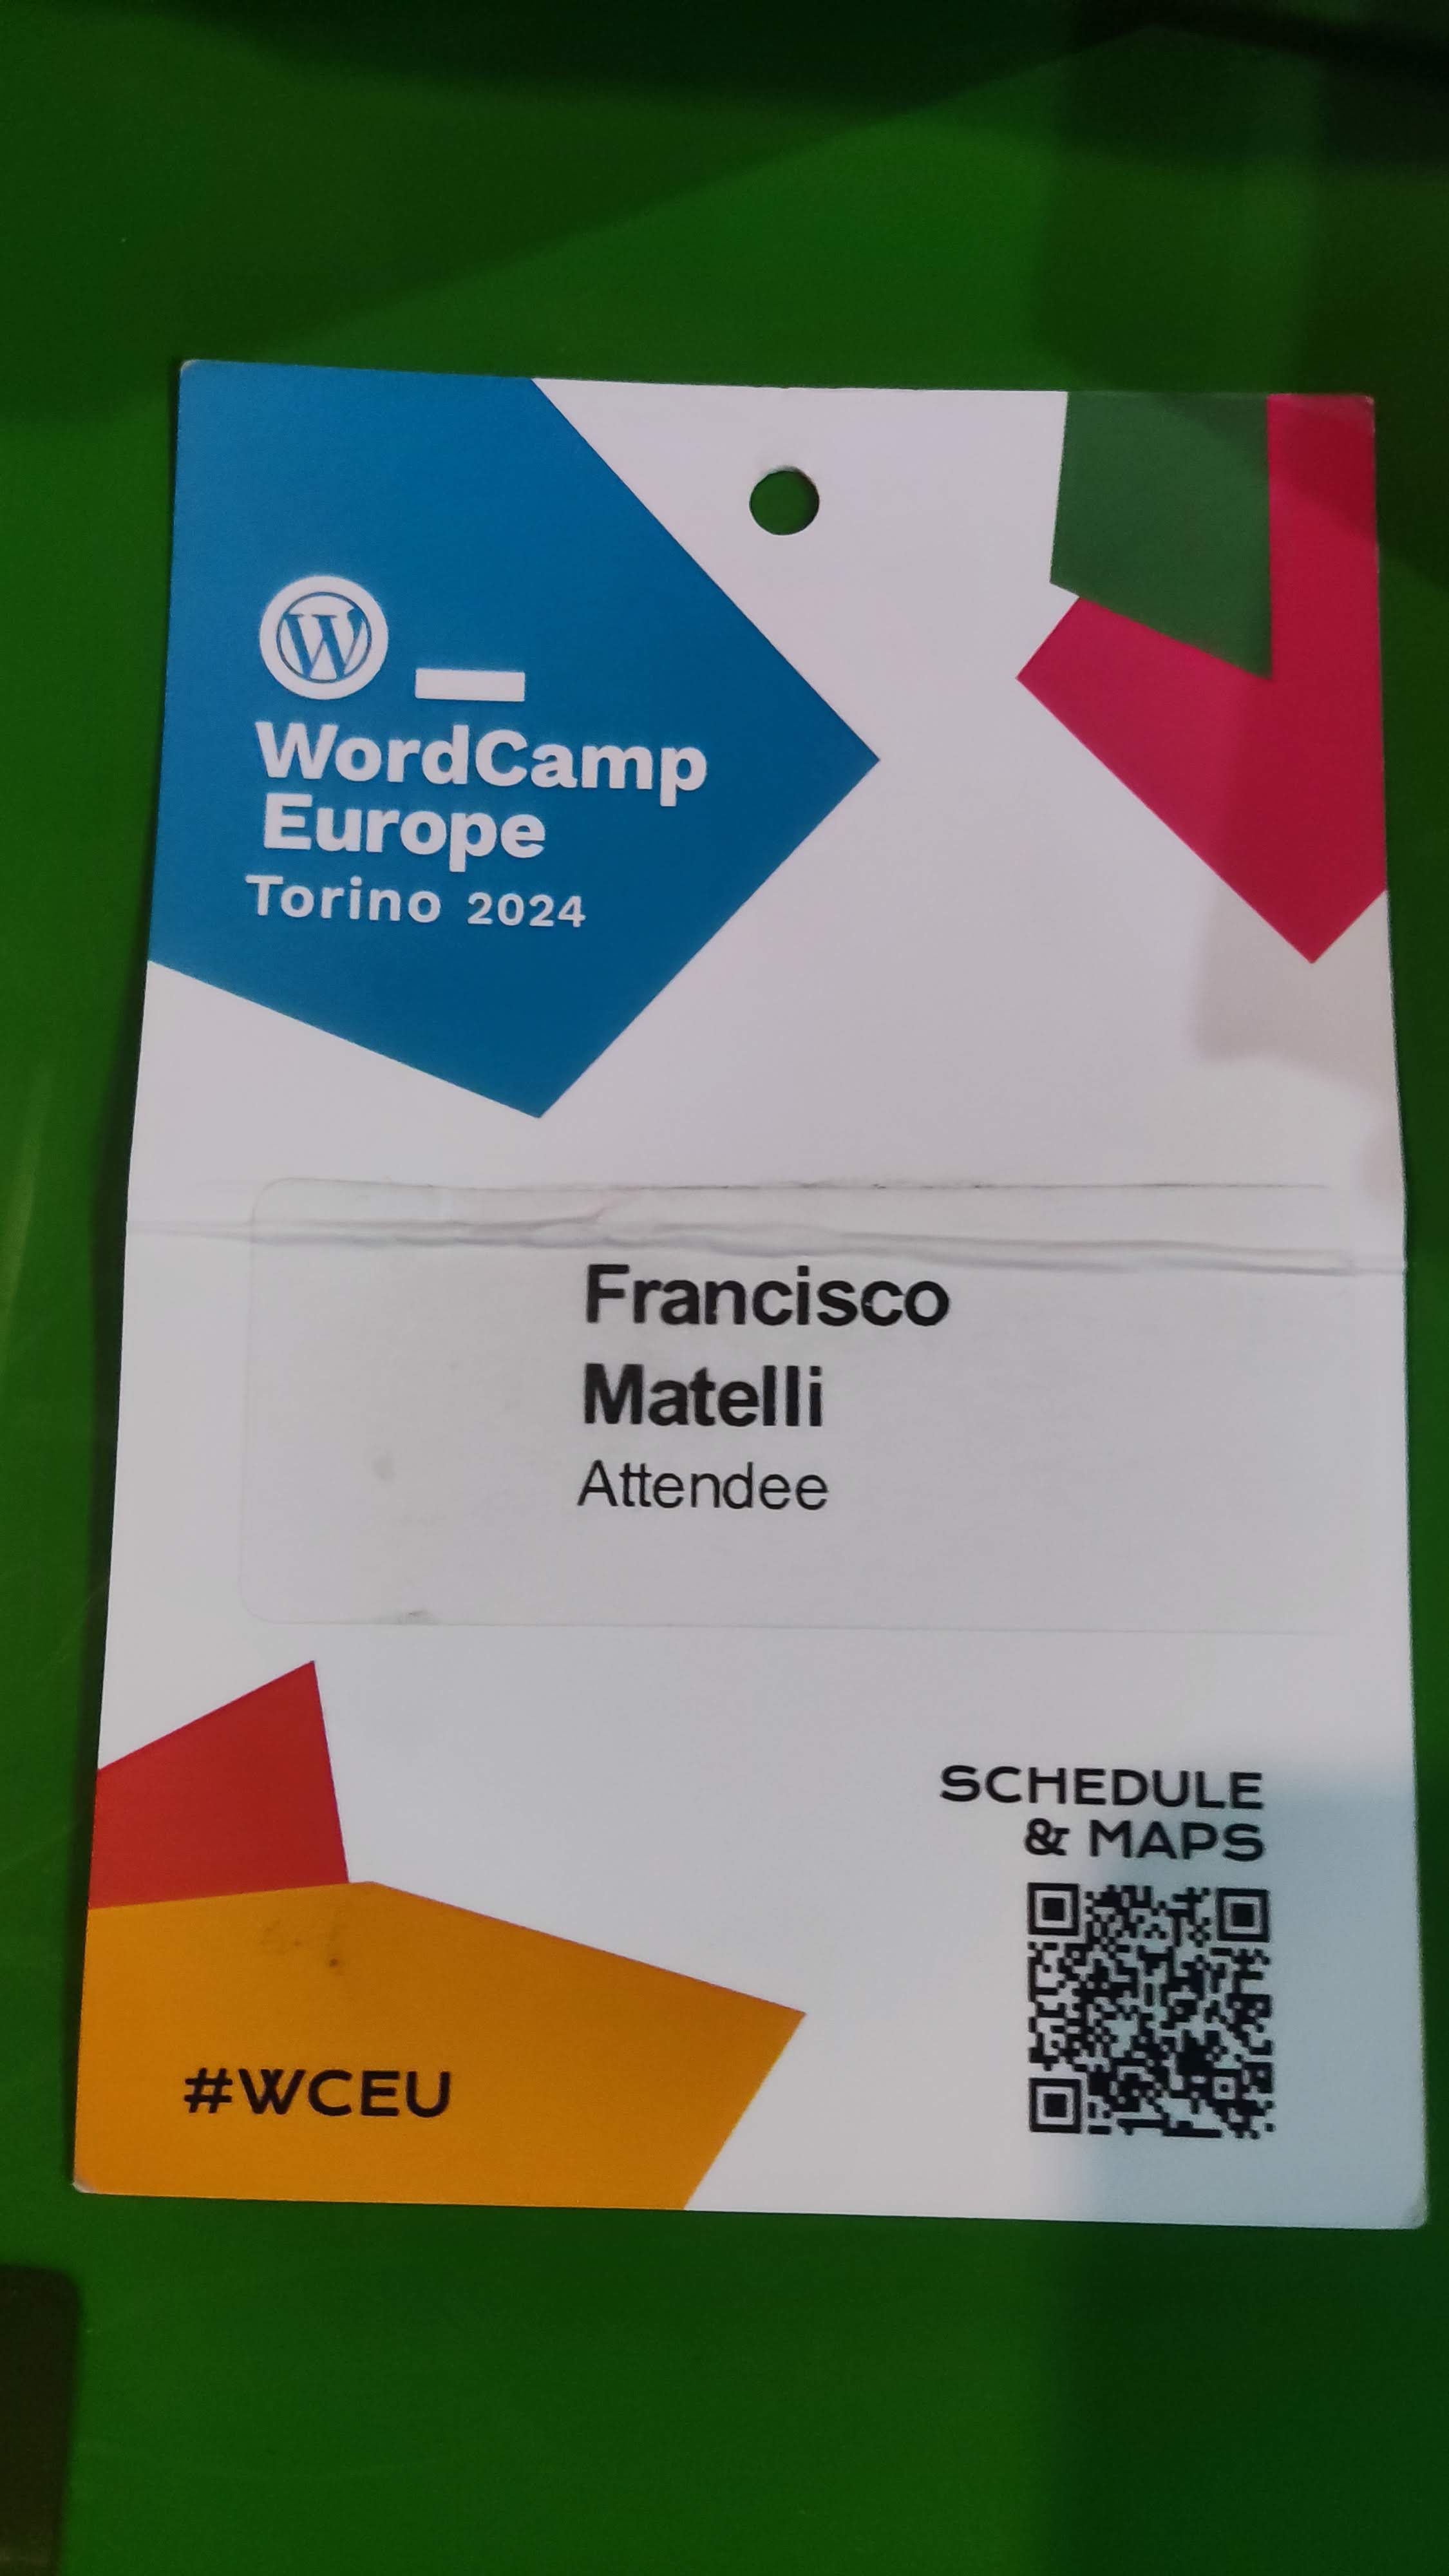 WordCamp
Europe
Torino 2024
Francisco
Matelli
Attendee
SCHEDULE
& MAPS
#WCEU